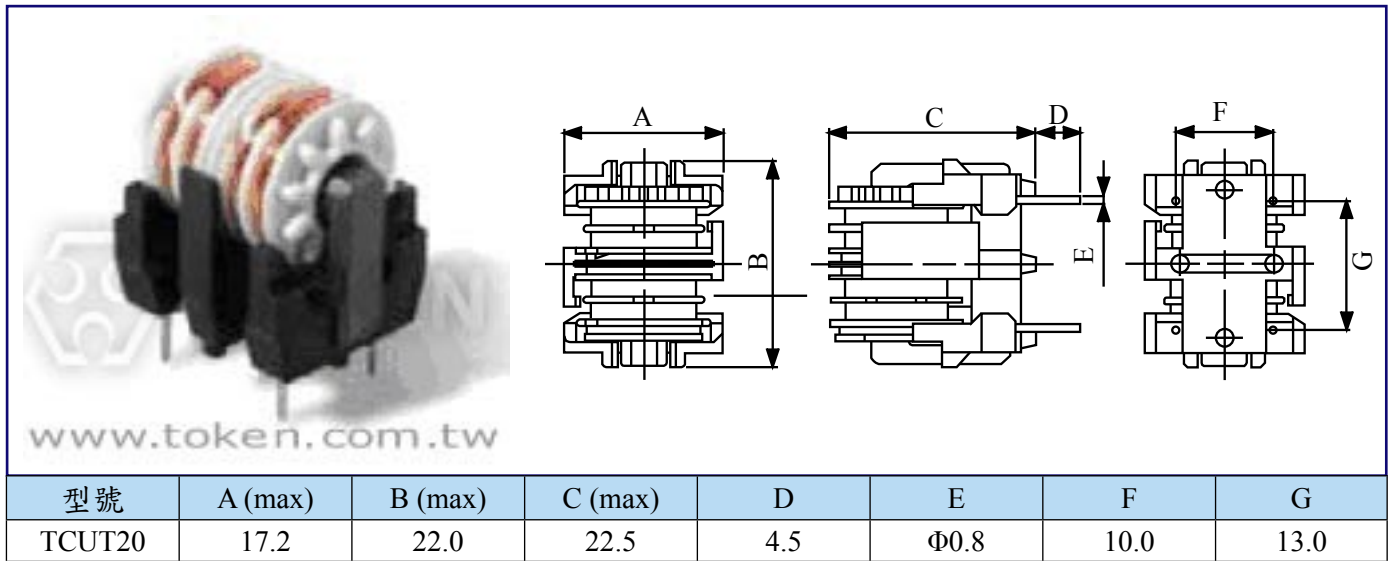 A
B
C
D
E
F
G
www.token.com.tw
型號 A (max) B (max) C (max) D E F G
TCUT20 17.2 22.0 22.5 4.5 Φ0.8 10.0 13.0